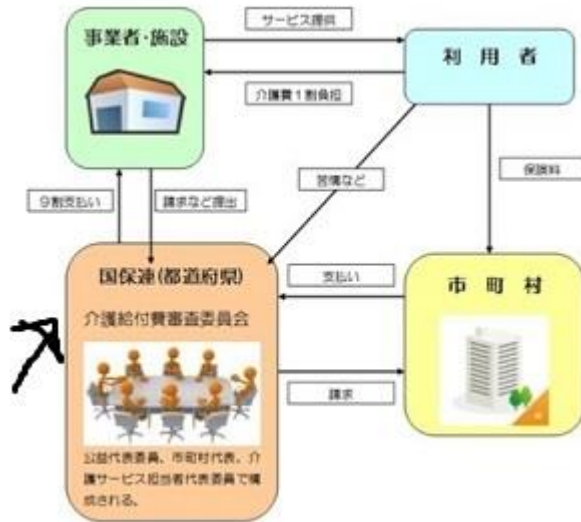 サービス提供
事業者・施設
利用者
介護費1割負担
苦情など
保険料
9割支払い
請求など提出
国保連(都道府県)
支払い
市町村
介護給付費審査委員会
請求
公益代表委員、市町村代表、介
護サービス担当者代表委員で構
成される。